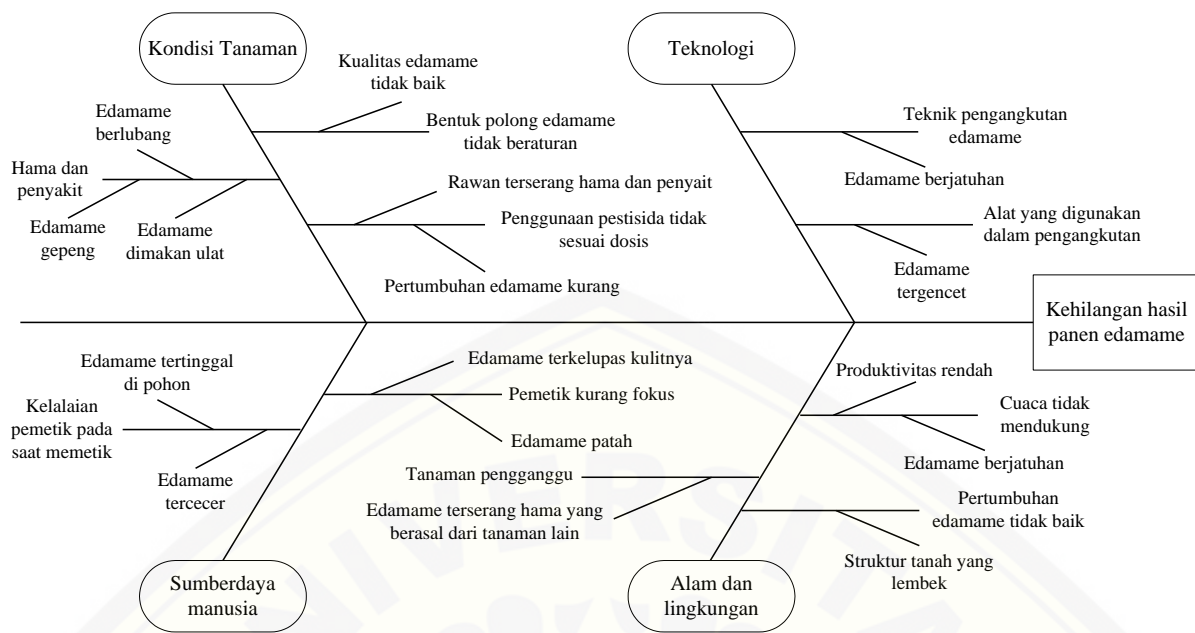 Kondisi Tanaman
Teknologi
Kualitas edamame
tidak baik
Edamame
berlubang
Bentuk polong edamame
tidak beraturan
Hama dan
penyakit
Edamame
gepeng
Edamame
dimakan ulat
Rawan terserang hama dan penyait
Penggunaan pestisida tidak
sesuai dosis
Pertumbuhan edamame kurang
Teknik pengangkutan
edamame
Edamame berjatuhan
Alat yang digunakan
dalam pengangkutan
Edamame
tergencet
Kehilangan hasil
panen edamame
Edamame tertinggal
di pohon
Kelalaian
pemetik pada
saat memetik
Edamame
tercecer
Edamame terkelupas kulitnya
Pemetik kurang fokus
Edamame patah
Produktivitas rendah
Cuaca tidak
mendukung
Edamame berjatuhan
Tanaman pengganggu
Edamame terserang hama yang
berasal dari tanaman lain
Pertumbuhan
edamame tidak baik
Struktur tanah yang
lembek
Sumberdaya
manusia
Alam dan
lingkungan
UNIVERSITA